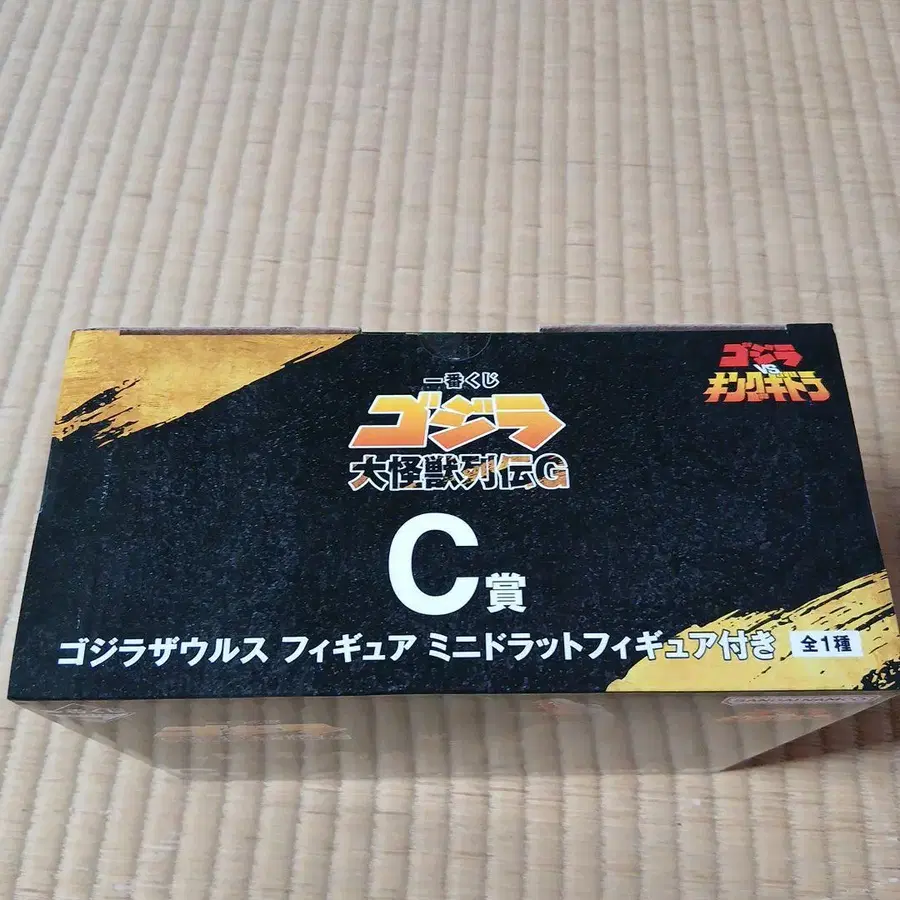 一番くじ
ゴジラ
大怪獣列伝G
ゴジラ
VS
キングギドラ
C賞
ゴジラザウルス フィギュア ミニドラットフィギュア付き 全1種